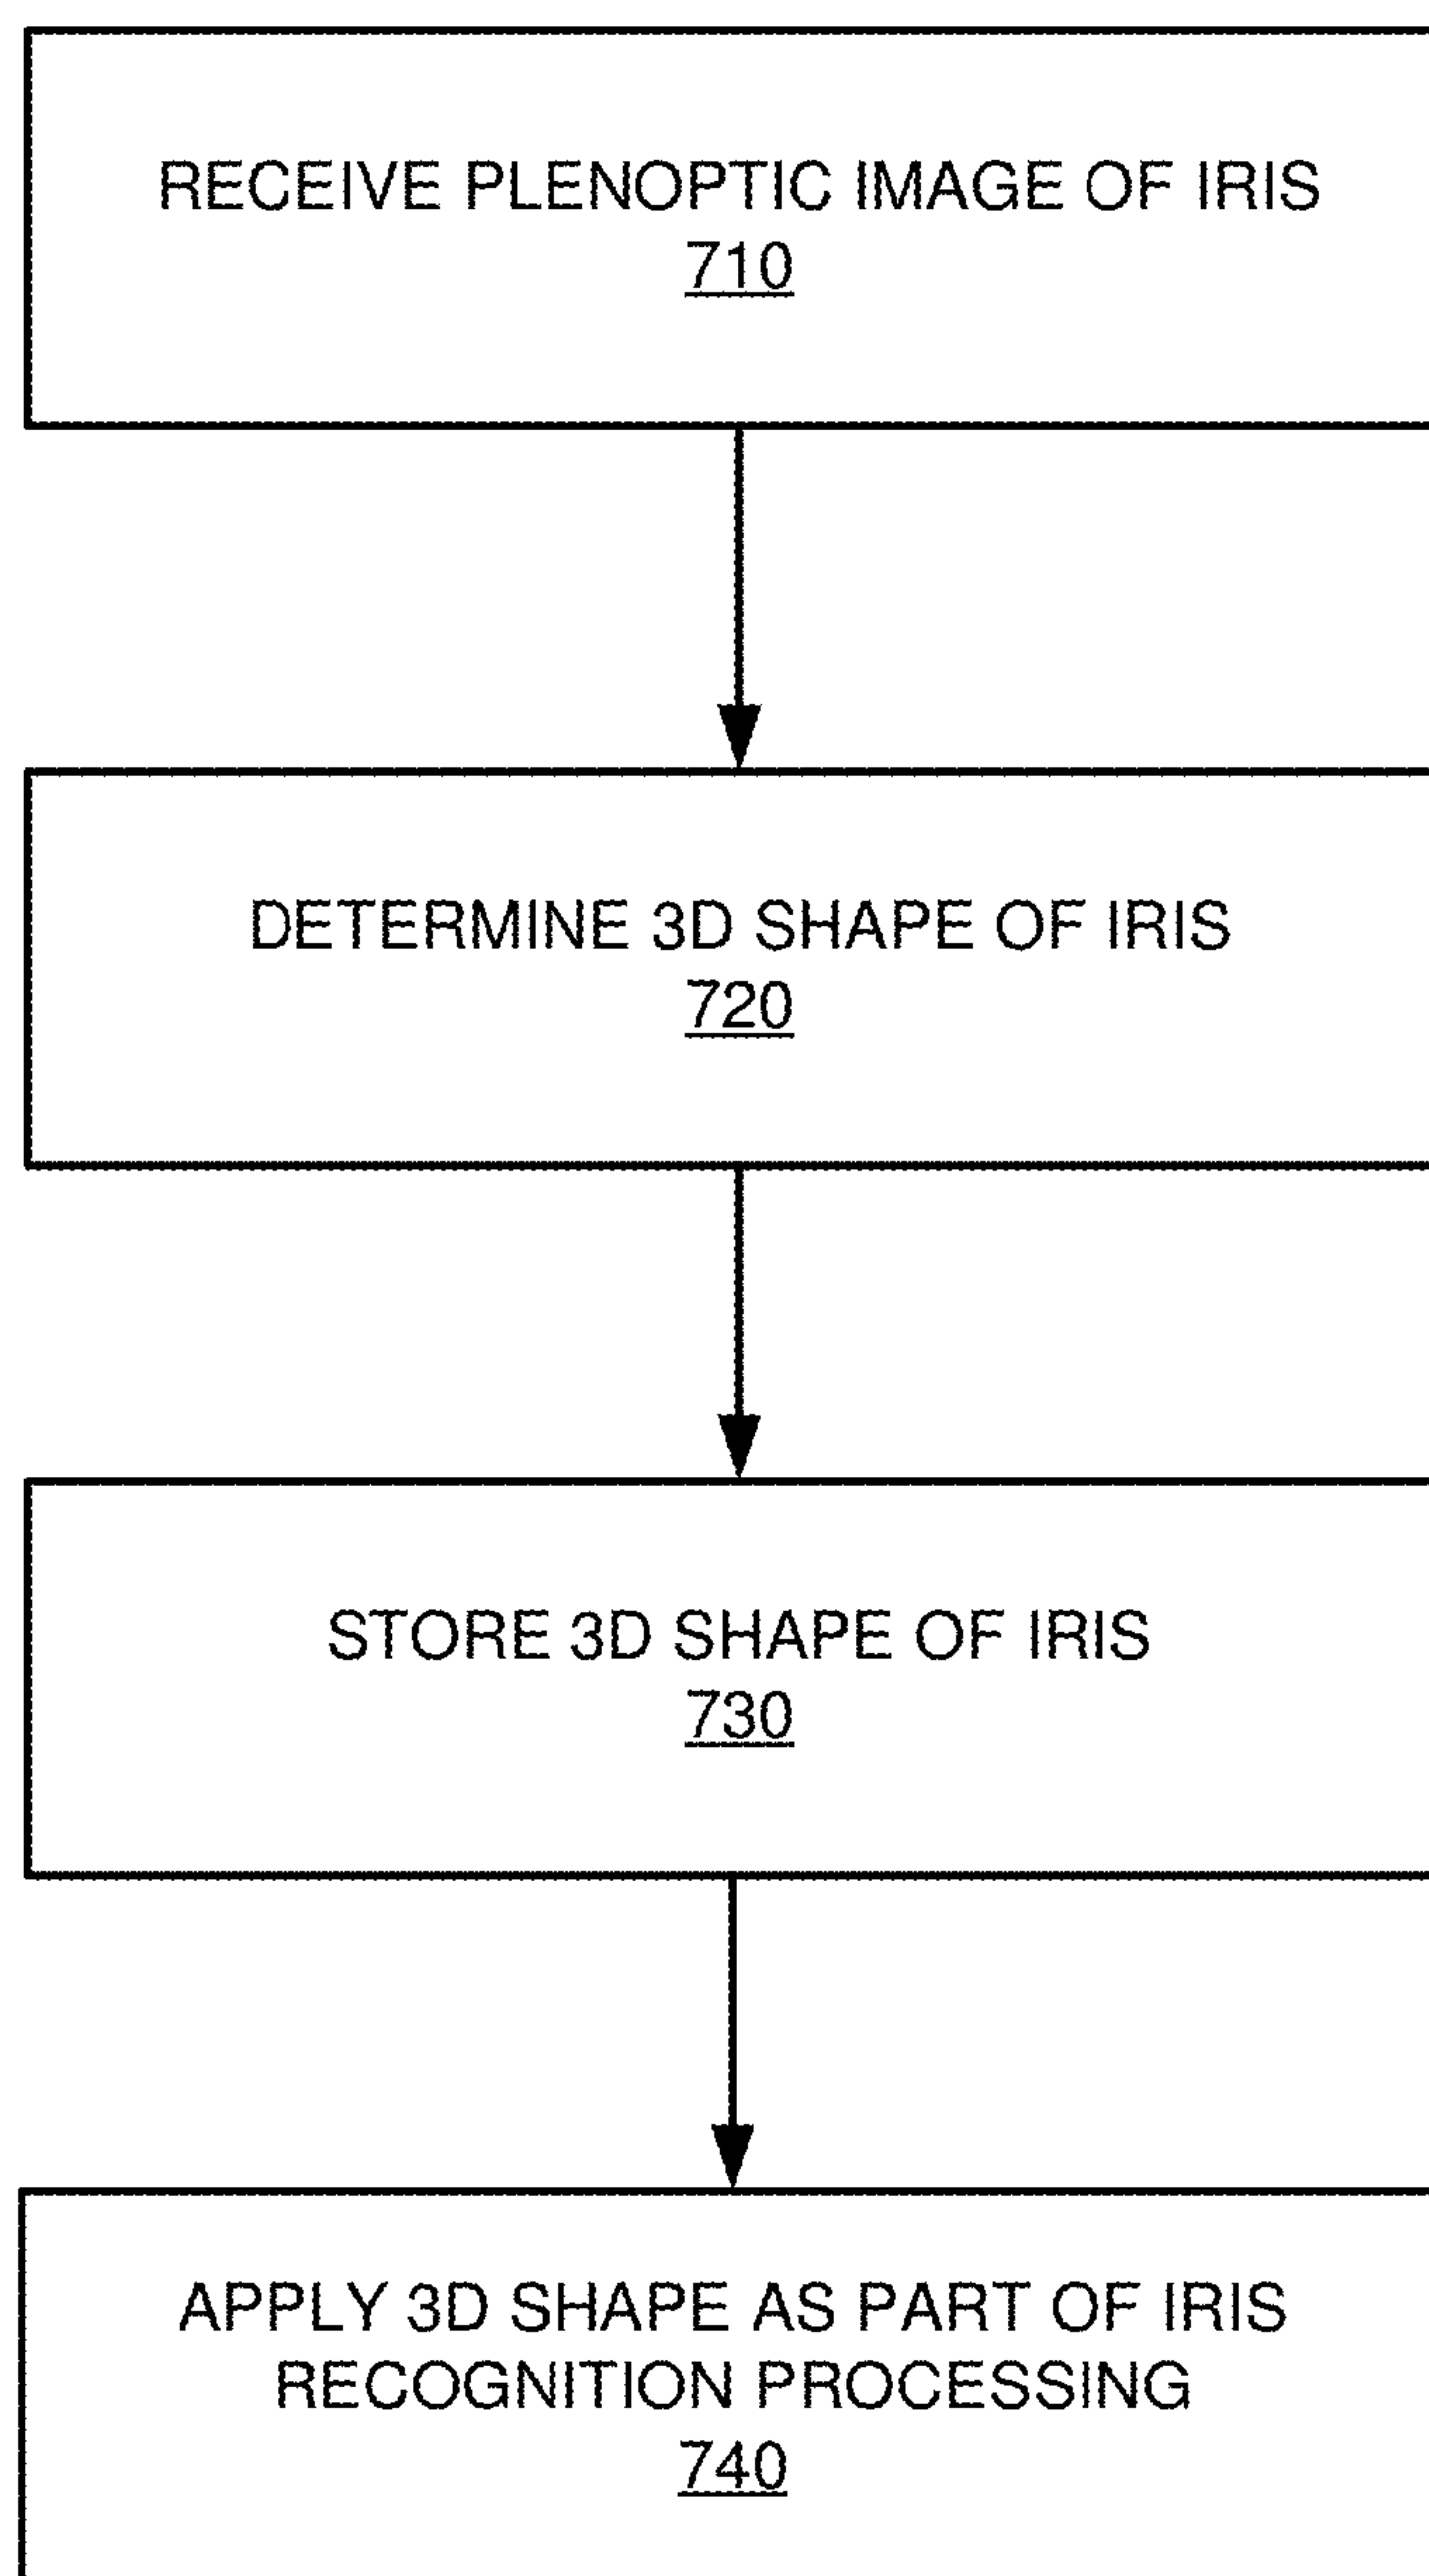 RECEIVE PLENOPTIC IMAGE OF IRIS
710
DETERMINE 3D SHAPE OF IRIS
720
STORE 3D SHAPE OF IRIS
730
APPLY 3D SHAPE AS PART OF IRIS
RECOGNITION PROCESSING
740